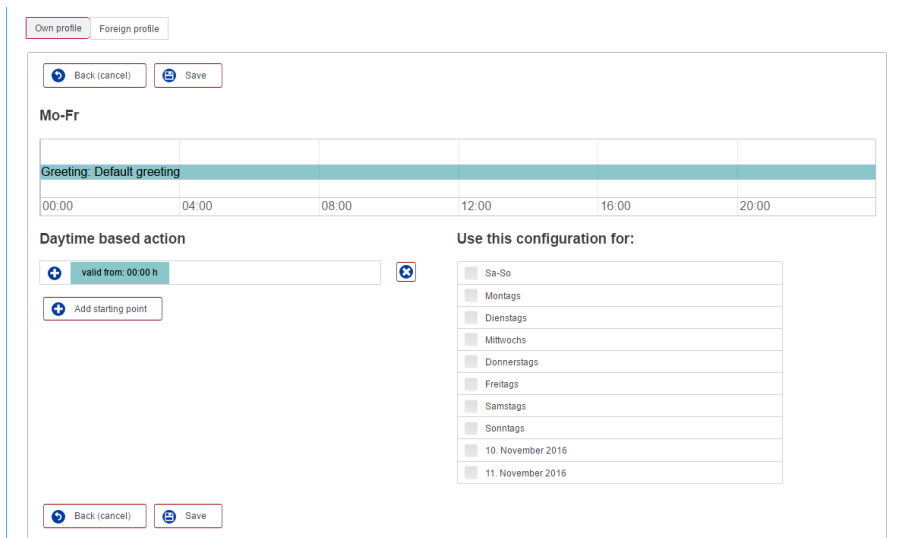 Own profile Foreign profile
Back (cancel) Save
Mo-Fr
Greeting: Default greeting
00:00 04:00 08:00 12:00 16:00 20:00
Daytime based action
valid from: 00:00 h
Add starting point
Use this configuration for:
Sa-So
Montags
Dienstags
Mittwochs
Donnerstags
Freitags
Samstags
Sonntags
10. November 2016
11. November 2016
Back (cancel) Save